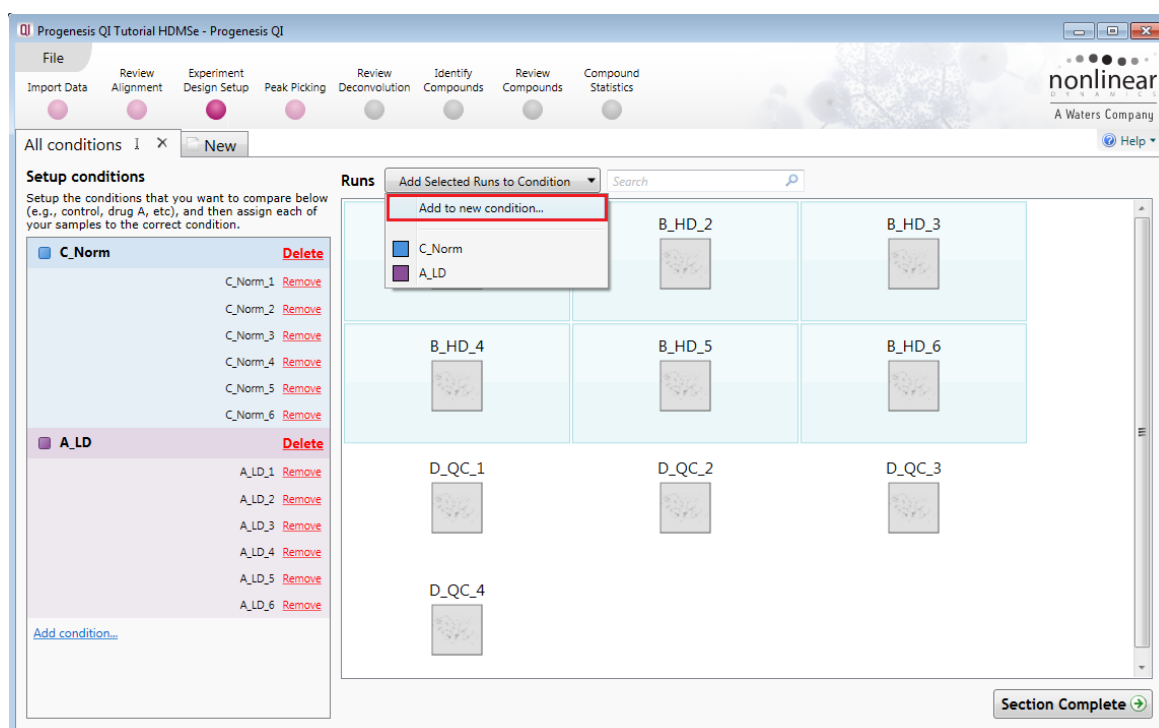 Progenesis QI Tutorial HDMSe - Progenesis QI
File
Import Data
Review Alignment
Experiment Design Setup
Peak Picking
Review Deconvolution
Identify Compounds
Review Compounds
Compound Statistics
nonlinear
DYNAMICS
A Waters Company
All conditions
New
Help
Setup conditions
Setup the conditions that you want to compare below
(e.g., control, drug A, etc), and then assign each of
your samples to the correct condition.
C_Norm Delete
C_Norm_1 Remove
C_Norm_2 Remove
C_Norm_3 Remove
C_Norm_4 Remove
C_Norm_5 Remove
C_Norm_6 Remove
A_LD Delete
A_LD_1 Remove
A_LD_2 Remove
A_LD_3 Remove
A_LD_4 Remove
A_LD_5 Remove
A_LD_6 Remove
Add condition...
Runs Add Selected Runs to Condition Search
Add to new condition...
C_Norm
A_LD
B_HD_2 B_HD_3
B_HD_4 B_HD_5 B_HD_6
D_QC_1 D_QC_2 D_QC_3
D_QC_4
Section Complete